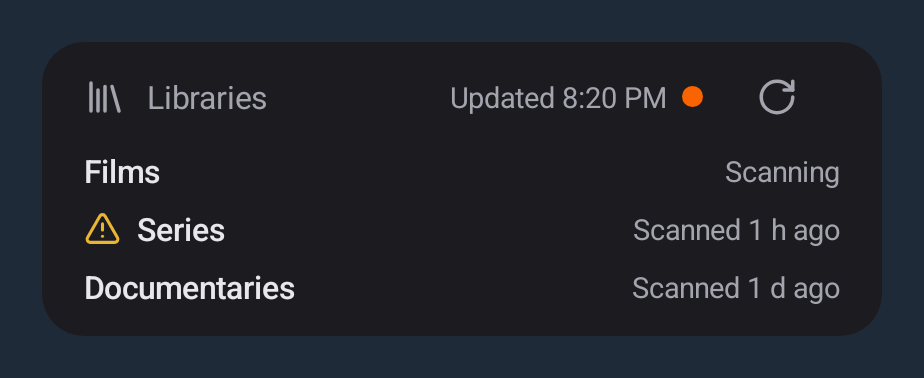 Libraries Updated 8:20 PM
Films Scanning
Series Scanned 1 h ago
Documentaries Scanned 1 d ago